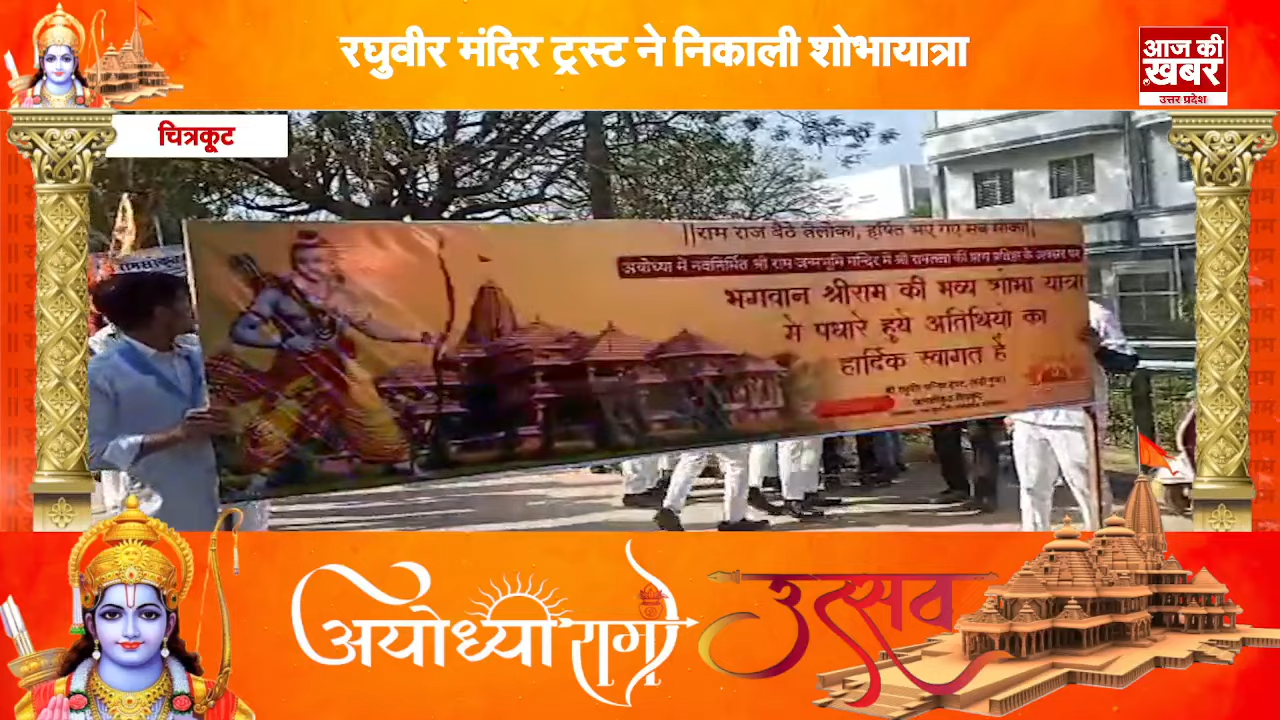 रघुवीर मंदिर ट्रस्ट ने निकाली शोभायात्रा
आज की
ख़बर
उत्तर प्रदेश
चित्रकूट
||राम राज बैठे त्रैलोका, हर्षित भए गए सब सोका||
अयोध्या में नवनिर्मित श्री राम जन्मभूमि मन्दिर में श्री रामलला की प्राण प्रतिष्ठा के अवसर पर
भगवान श्रीराम की भव्य शोभा यात्रा
मे पधारे हूये अतिथियो का
हार्दिक स्वागत है
अयोध्या राम उत्सव